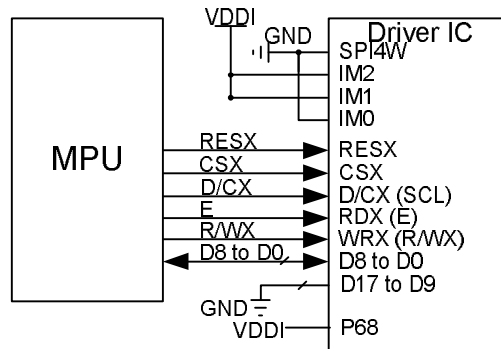 VDDI
GND
Driver IC
SPI4W
IM2
IM1
IM0
MPU
RESX
RESX
CSX
CSX
D/CX
D/CX (SCL)
E
RDX (E)
R/WX
WRX (R/WX)
D8 to D0
D8 to D0
D17 to D9
GND
VDDI
P68